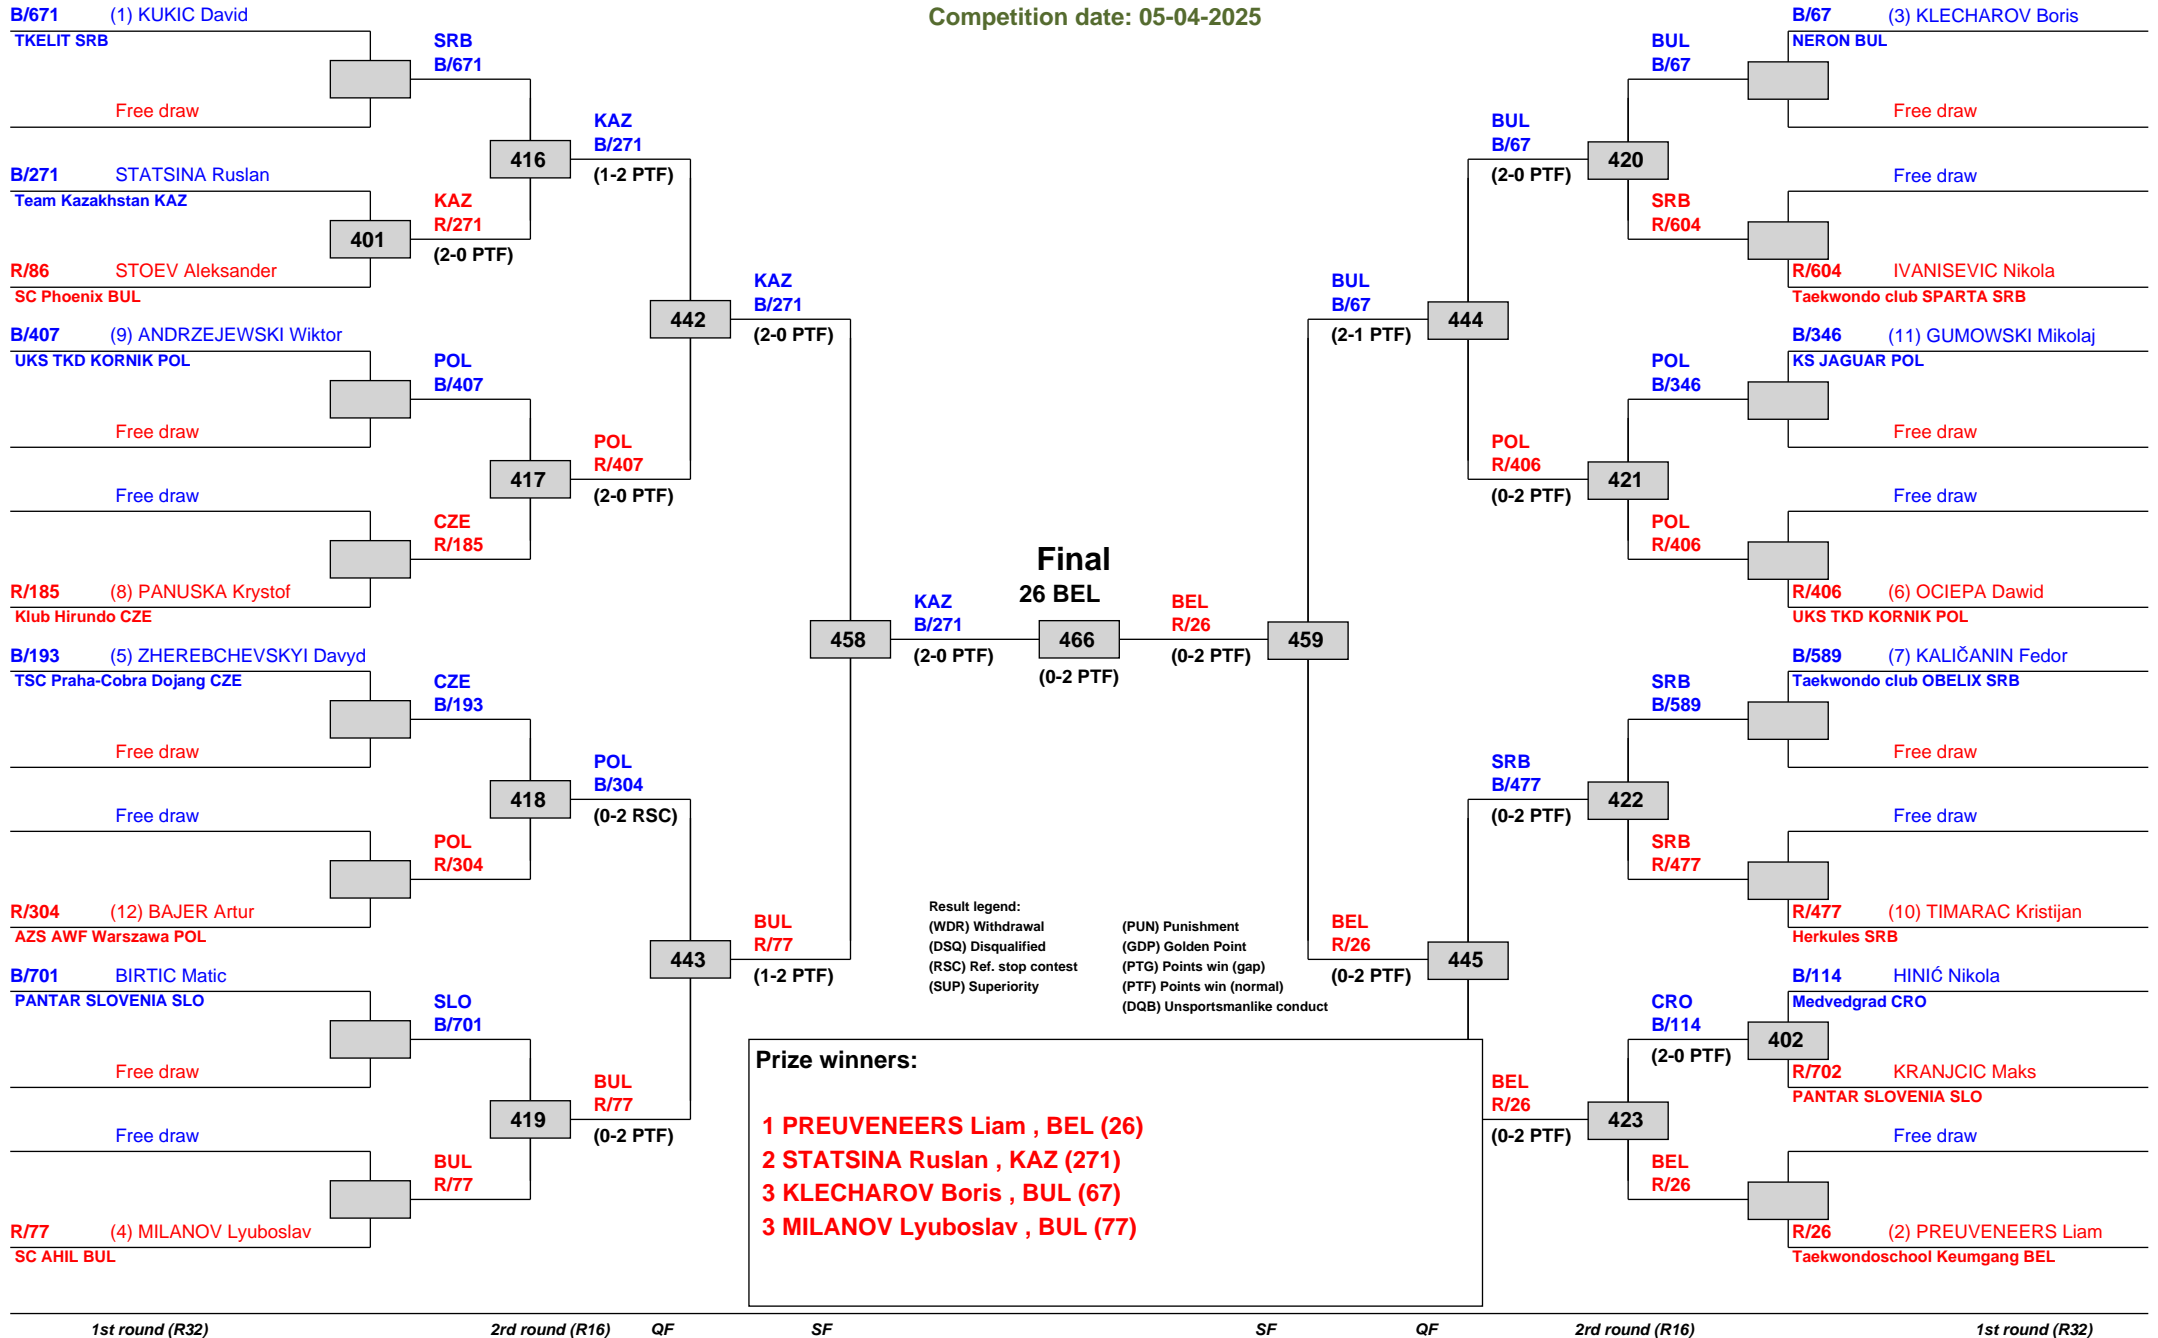 Competition date: 05-04-2025
B/671 (1) KUKIC David
TKELIT SRB
SRB
B/671
Free draw
KAZ
B/271
416
(1-2 PTF)
B/271 STATSINA Ruslan
Team Kazakhstan KAZ
KAZ
R/271
401
(2-0 PTF)
R/86 STOEV Aleksander
SC Phoenix BUL
KAZ
B/271
442
(2-0 PTF)
B/407 (9) ANDRZEJEWSKI Wiktor
UKS TKD KORNIK POL
POL
B/407
Free draw
POL
R/407
417
(2-0 PTF)
Free draw
CZE
R/185
R/185 (8) PANUSKA Krystof
Klub Hirundo CZE
KAZ
B/271
458
(2-0 PTF)
B/193 (5) ZHEREBCHEVSKYI Davyd
TSC Praha-Cobra Dojang CZE
CZE
B/193
Free draw
POL
B/304
418
(0-2 RSC)
Free draw
POL
R/304
R/304 (12) BAJER Artur
AZS AWF Warszawa POL
BUL
R/77
443
(1-2 PTF)
B/701 BIRTIC Matic
PANTAR SLOVENIA SLO
SLO
B/701
Free draw
BUL
R/77
419
(0-2 PTF)
Free draw
BUL
R/77
R/77 (4) MILANOV Lyuboslav
SC AHIL BUL
Final
26 BEL
466
(0-2 PTF)
BEL
R/26
459
(0-2 PTF)
B/67 (3) KLECHAROV Boris
NERON BUL
BUL
B/67
Free draw
BUL
B/67
420
(2-0 PTF)
Free draw
SRB
R/604
R/604 IVANISEVIC Nikola
Taekwondo club SPARTA SRB
BUL
B/67
444
(2-1 PTF)
B/346 (11) GUMOWSKI Mikolaj
KS JAGUAR POL
POL
B/346
Free draw
POL
R/406
421
(0-2 PTF)
Free draw
POL
R/406
R/406 (6) OCIEPA Dawid
UKS TKD KORNIK POL
B/589 (7) KALIČANIN Fedor
Taekwondo club OBELIX SRB
SRB
B/589
Free draw
SRB
B/477
422
(0-2 PTF)
Free draw
SRB
R/477
R/477 (10) TIMARAC Kristijan
Herkules SRB
BEL
R/26
445
(0-2 PTF)
B/114 HINIĆ Nikola
Medvedgrad CRO
CRO
B/114
402
(2-0 PTF)
R/702 KRANJCIC Maks
PANTAR SLOVENIA SLO
BEL
R/26
423
(0-2 PTF)
Free draw
BEL
R/26
R/26 (2) PREUVENEERS Liam
Taekwondoschool Keumgang BEL
Result legend:
(WDR) Withdrawal (PUN) Punishment
(DSQ) Disqualified (GDP) Golden Point
(RSC) Ref. stop contest (PTG) Points win (gap)
(SUP) Superiority (PTF) Points win (normal)
(DQB) Unsportsmanlike conduct
Prize winners:
1 PREUVENEERS Liam , BEL (26)
2 STATSINA Ruslan , KAZ (271)
3 KLECHAROV Boris , BUL (67)
3 MILANOV Lyuboslav , BUL (77)
1st round (R32) 2rd round (R16) QF SF SF QF 2rd round (R16) 1st round (R32)